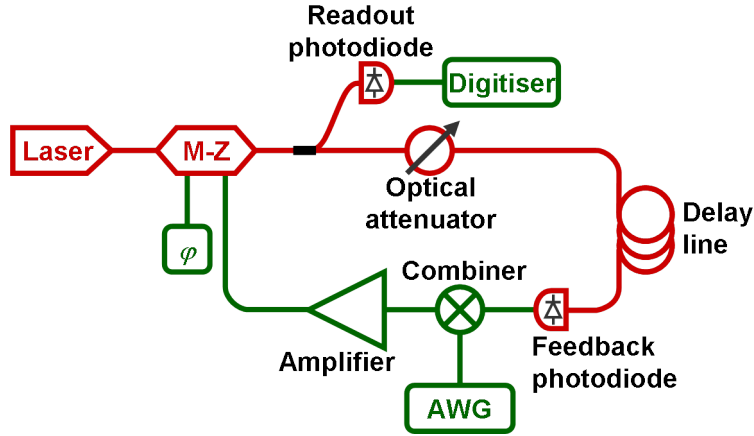 Readout
photodiode
Digitiser
Laser
M-Z
Optical
attenuator
Delay
line
φ
Combiner
Amplifier
Feedback
photodiode
AWG